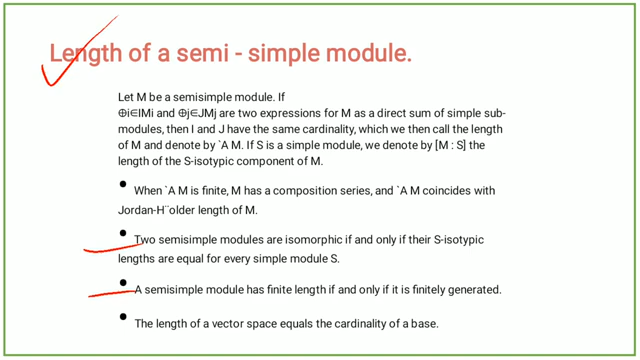 Length of a semi - simple module.
Let M be a semisimple module. If
⊕i∈IMi and ⊕j∈JMj are two expressions for M as a direct sum of simple sub-
modules, then I and J have the same cardinality, which we then call the length
of M and denote by `A M. If S is a simple module, we denote by [M : S] the
length of the S-isotypic component of M.
• When `A M is finite, M has a composition series, and `A M coincides with
Jordan-H¨older length of M.
• Two semisimple modules are isomorphic if and only if their S-isotypic
lengths are equal for every simple module S.
• A semisimple module has finite length if and only if it is finitely generated.
• The length of a vector space equals the cardinality of a base.